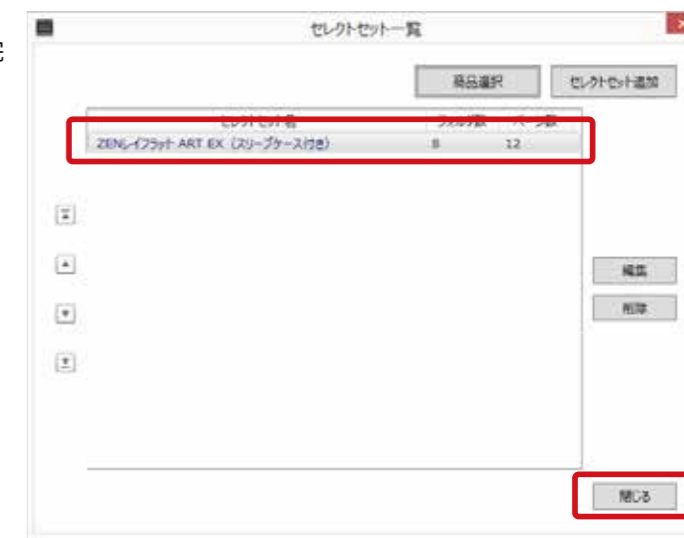 セレクトセット一覧
商品選択 セレクトセット追加
セレクトセット名 フォルダ数 ページ数
ZENレイフラット ART EX（スリーブケース付き） 8 12
編集
削除
閉じる